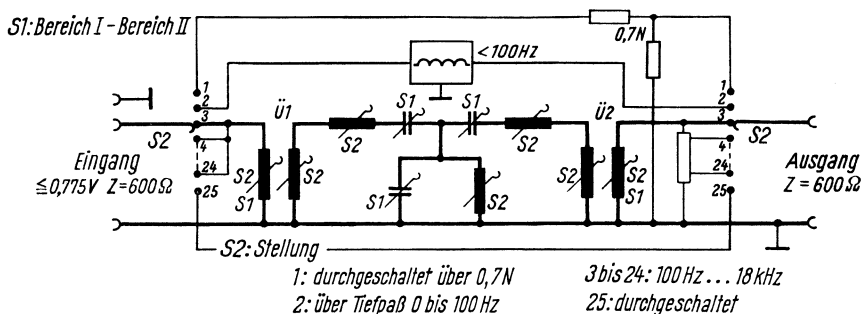 S1: Bereich I - Bereich II
0,7N
<100Hz
1
2
3
4
24
25
S2
Ü1
S2
S1
S2
S2
S1
S1
S1
S2
S2
Ü2
S2
S2
S1
1
2
3
4
24
25
S2
Eingang
≦0,775V Z=600Ω
Ausgang
Z=600Ω
S2: Stellung
1: durchgeschaltet über 0,7N
2: über Tiefpaß 0 bis 100 Hz
3 bis 24: 100 Hz ... 18 kHz
25: durchgeschaltet